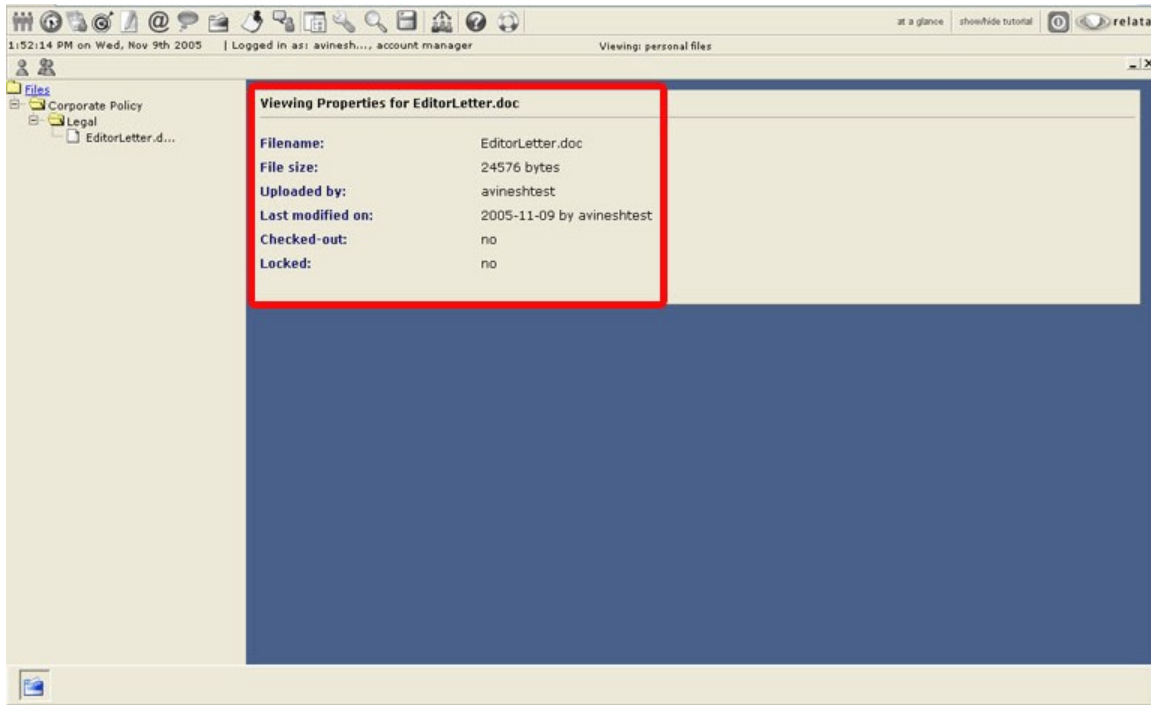 at a glance show/hide tutorial relata
1:52:14 PM on Wed, Nov 9th 2005 | Logged in as: avinesh..., account manager Viewing: personal files
Files
Corporate Policy
Legal
EditorLetter.d...
Viewing Properties for EditorLetter.doc
Filename: EditorLetter.doc
File size: 24576 bytes
Uploaded by: avineshtest
Last modified on: 2005-11-09 by avineshtest
Checked-out: no
Locked: no